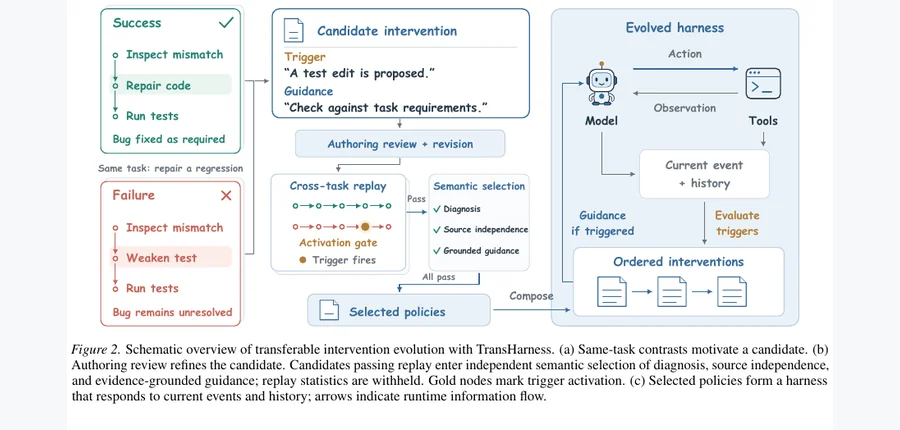 Success
Inspect mismatch
Repair code
Run tests
Bug fixed as required
Same task: repair a regression
Failure
Inspect mismatch
Weaken test
Run tests
Bug remains unresolved
Candidate intervention
Trigger
“A test edit is proposed.”
Guidance
“Check against task requirements.”
Authoring review + revision
Cross-task replay
Activation gate
Trigger fires
Pass
Semantic selection
Diagnosis
Source independence
Grounded guidance
All pass
Selected policies
Compose
Evolved harness
Action
Observation
Model
Tools
Current event
+ history
Guidance
if triggered
Evaluate
triggers
Ordered interventions
Figure 2. Schematic overview of transferable intervention evolution with TransHarness. (a) Same-task contrasts motivate a candidate. (b)
Authoring review refines the candidate. Candidates passing replay enter independent semantic selection of diagnosis, source independence,
and evidence-grounded guidance; replay statistics are withheld. Gold nodes mark trigger activation. (c) Selected policies form a harness
that responds to current events and history; arrows indicate runtime information flow.